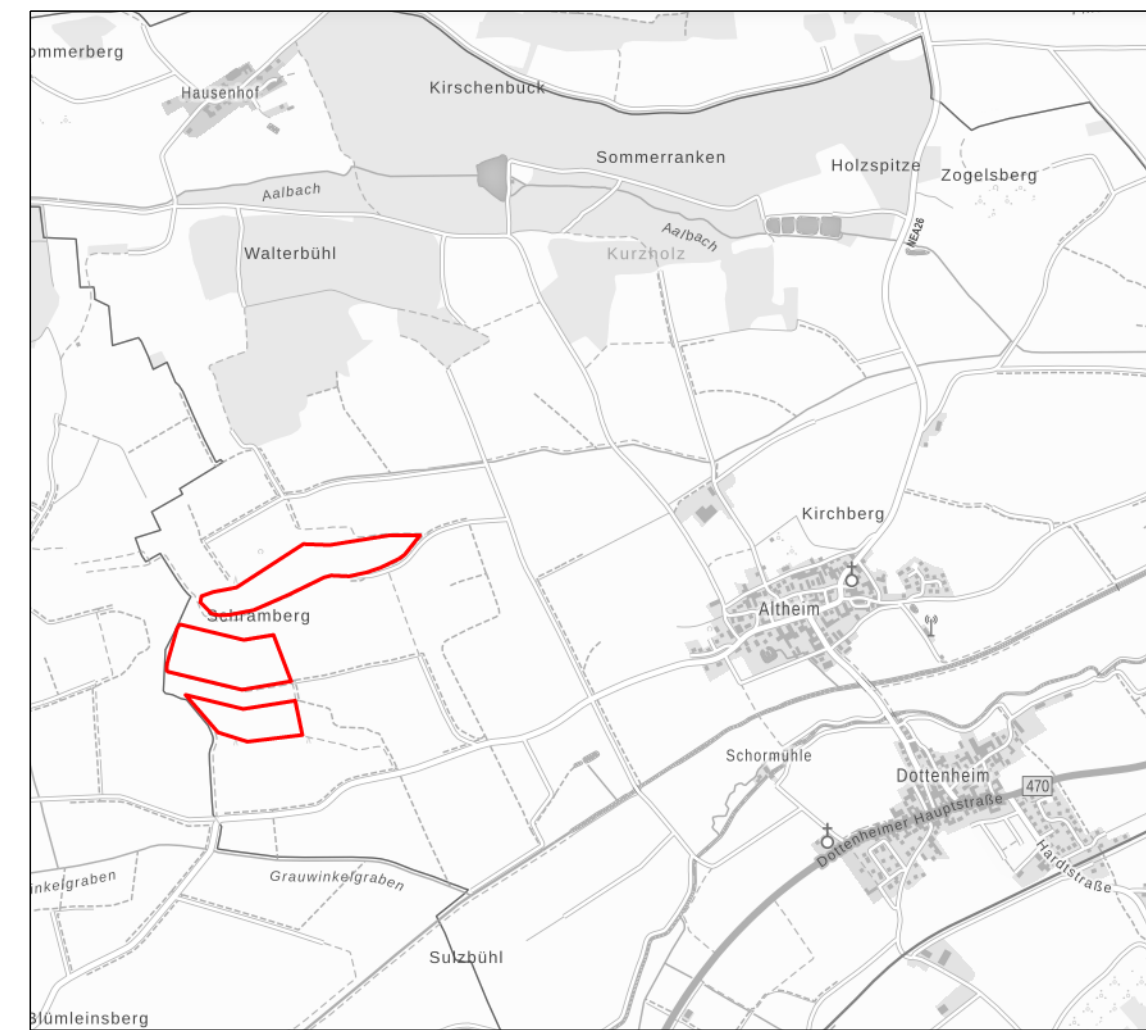 ommerberg
Hausenhof
Kirschenbuck
Sommerranken
Holzspitze
Zogelsberg
Aalbach
Aalbach
NEA26
Walterbühl
Kurzholz
Kirchberg
Altheim
Schramberg
Schormühle
Dottenheim
470
Dottenheimer Hauptstraße
Hardtstraße
inkelgraben
Grauwinkelgraben
Sulzbühl
Blümleinsberg